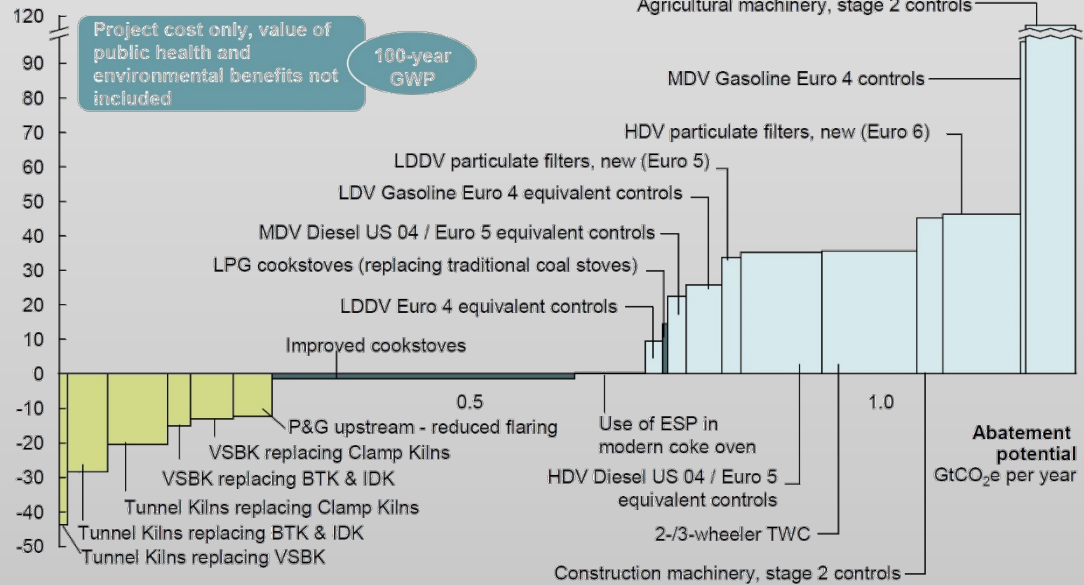 Agricultural machinery, stage 2 controls
120
Project cost only, value of
public health and
environmental benefits not
included
100-year
GWP
90
80
70
60
50
40
30
20
10
0
-10
-20
-30
-40
-50
MDV Gasoline Euro 4 controls
HDV particulate filters, new (Euro 6)
LDDV particulate filters, new (Euro 5)
LDV Gasoline Euro 4 equivalent controls
MDV Diesel US 04 / Euro 5 equivalent controls
LPG cookstoves (replacing traditional coal stoves)
LDDV Euro 4 equivalent controls
Improved cookstoves
0.5
1.0
P&G upstream - reduced flaring
VSBK replacing Clamp Kilns
VSBK replacing BTK & IDK
Tunnel Kilns replacing Clamp Kilns
Tunnel Kilns replacing BTK & IDK
Tunnel Kilns replacing VSBK
Use of ESP in
modern coke oven
HDV Diesel US 04 / Euro 5
equivalent controls
2-/3-wheeler TWC
Construction machinery, stage 2 controls
Abatement
potential
GtCO₂e per year